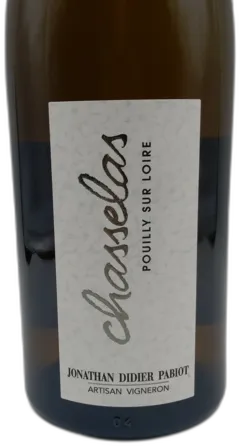 chasselas
POUILLY SUR LOIRE
JONATHAN DIDIER PABIOT
ARTISAN VIGNERON